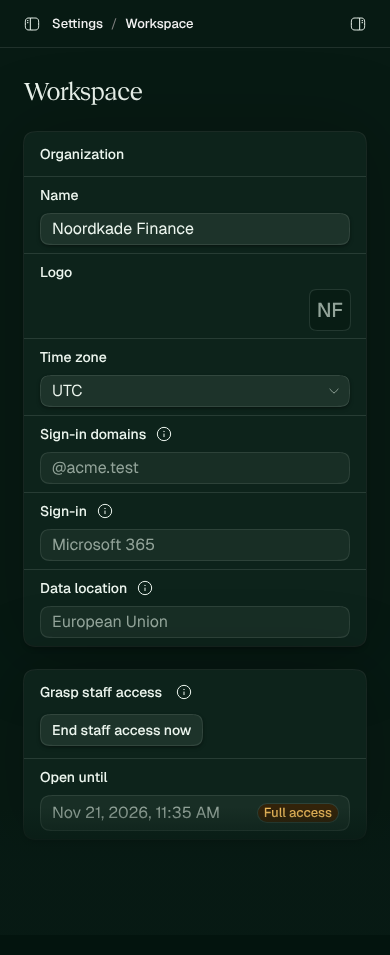 Settings / Workspace
Workspace
Organization
Name
Noordkade Finance
Logo
NF
Time zone
UTC
Sign-in domains
@acme.test
Sign-in
Microsoft 365
Data location
European Union
Grasp staff access
End staff access now
Open until
Nov 21, 2026, 11:35 AM Full access